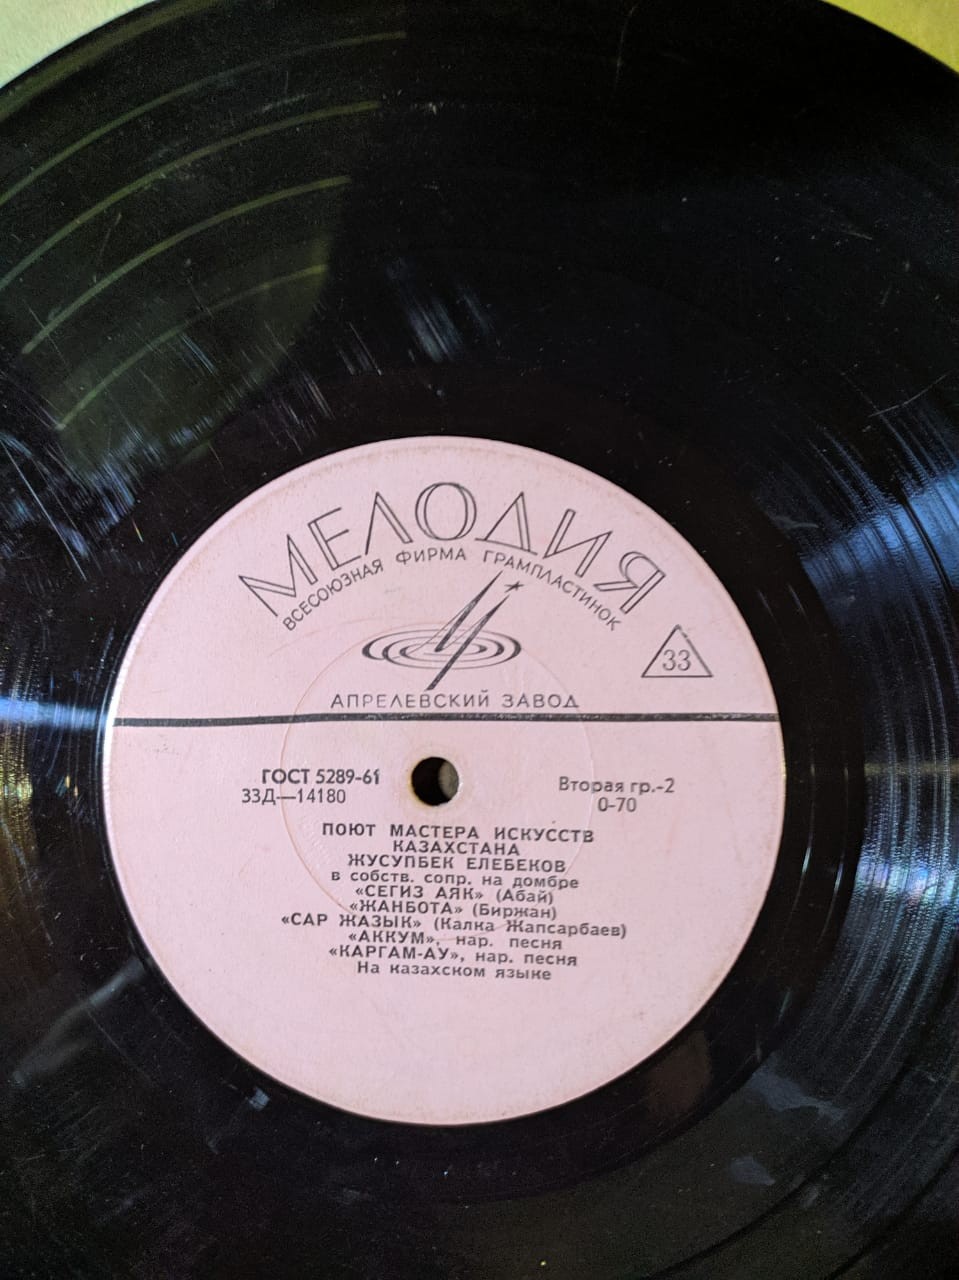 МЕЛОДИЯ
ВСЕСОЮЗНАЯ ФИРМА ГРАМПЛАСТИНОК
33
АПРЕЛЕВСКИЙ ЗАВОД
ГОСТ 5289-61
33Д—14180
Вторая гр.-2
0-70
ПОЮТ МАСТЕРА ИСКУССТВ
КАЗАХСТАНА
ЖУСУПБЕК ЕЛЕБЕКОВ
в собств. сопр. на домбре
«СЕГИЗ АЯК» (Абай)
«ЖАНБОТА» (Биржан)
«САР ЖАЗЫК» (Калка Жапсарбаев)
«АККУМ», нар. песня
«КАРГАМ-АУ», нар. песня
На казахском языке